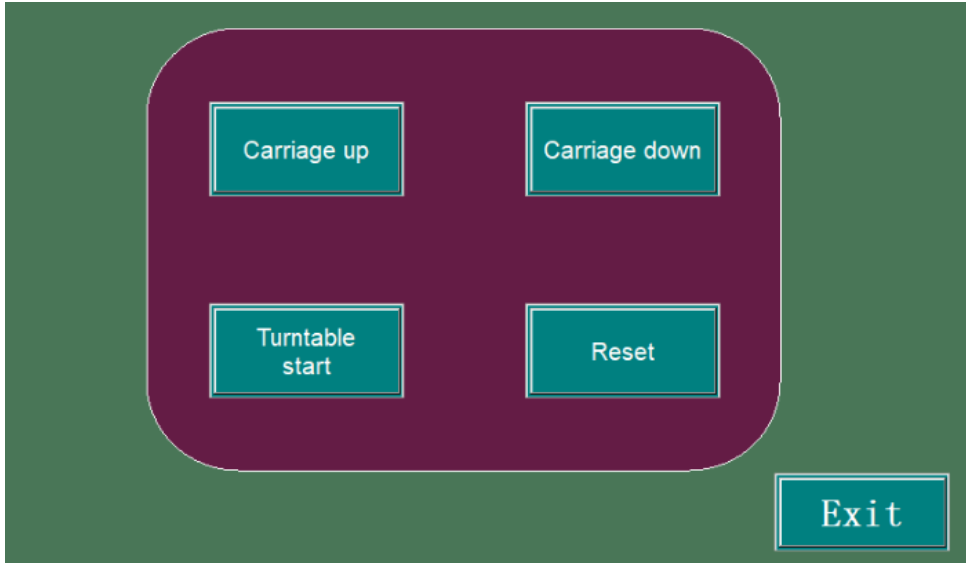 Carriage up
Carriage down
Turntable
start
Reset
Exit